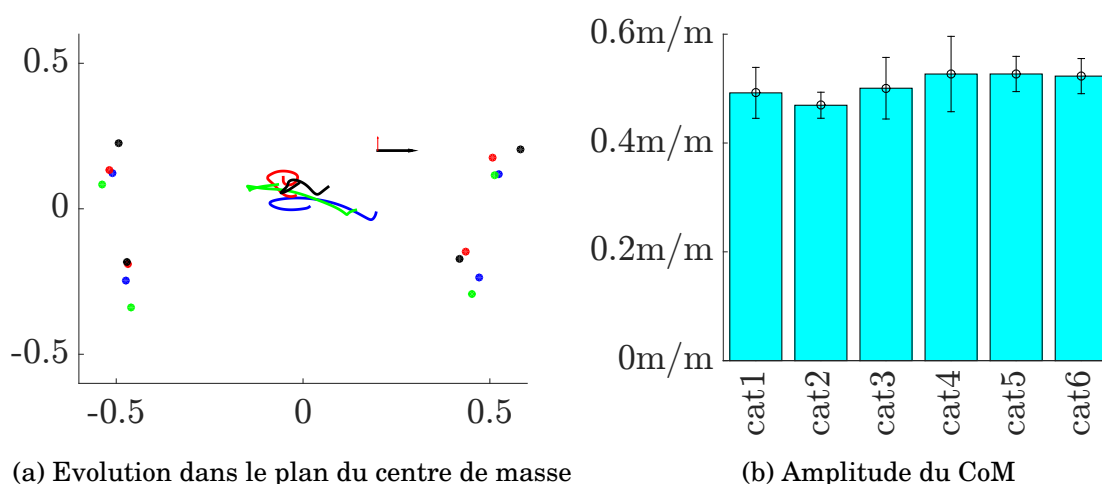 0.5
0
-0.5
-0.5
0
0.5
(a) Evolution dans le plan du centre de masse
0.6m/m
0.4m/m
0.2m/m
0m/m
cat1
cat2
cat3
cat4
cat5
cat6
(b) Amplitude du CoM